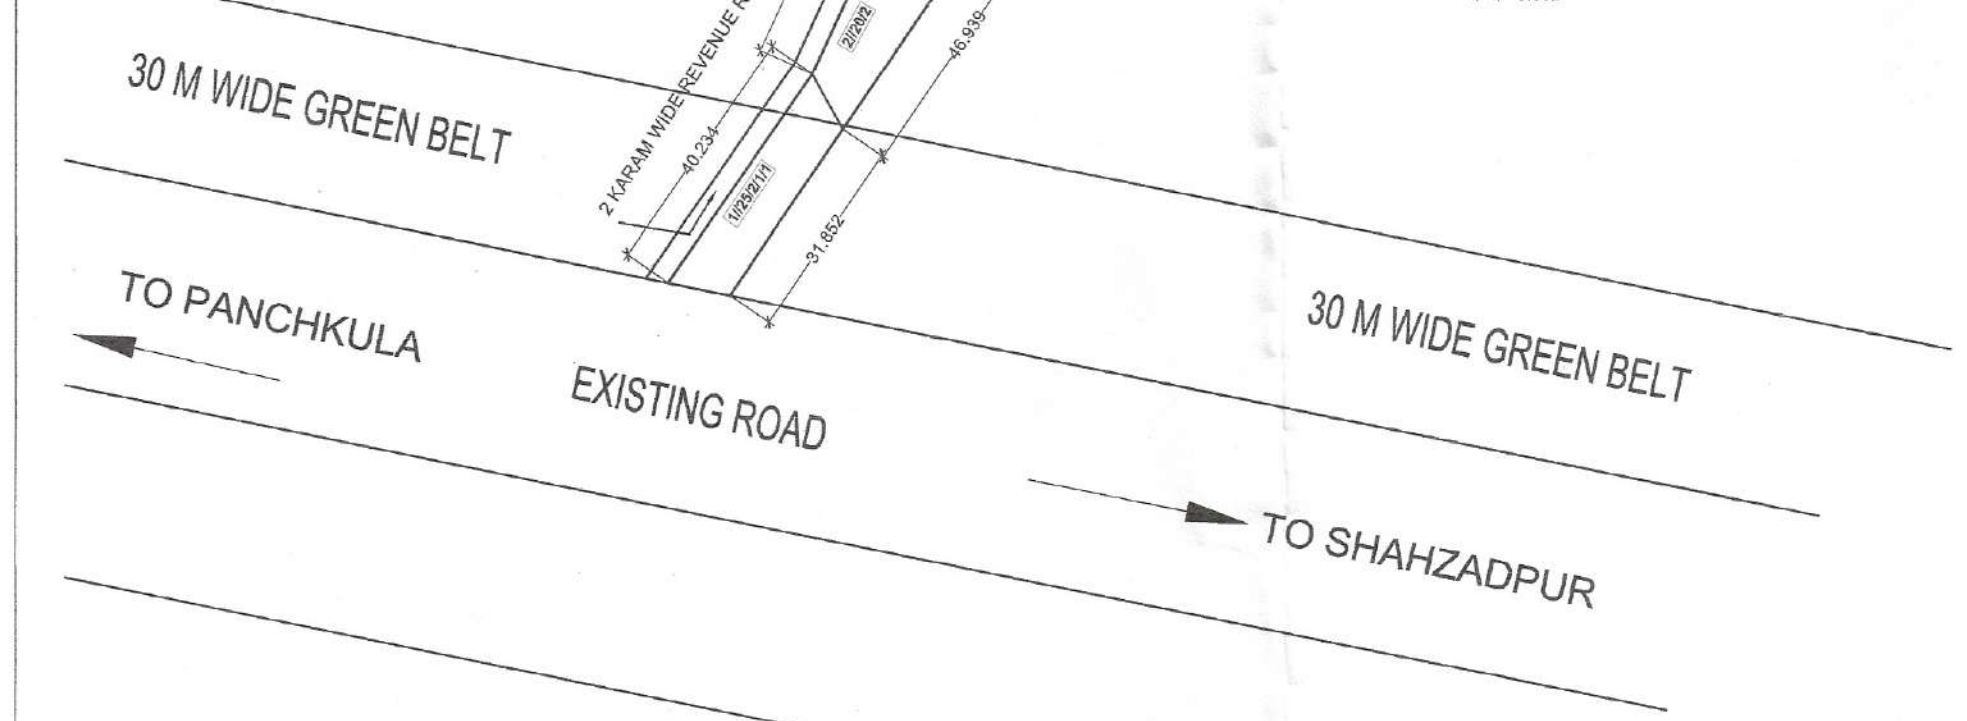 2//20/2
46.939
2 KARAM WIDE REVENUE
30 M WIDE GREEN BELT
40.234
1//25/2/1/1
31.852
TO PANCHKULA
30 M WIDE GREEN BELT
EXISTING ROAD
TO SHAHZADPUR